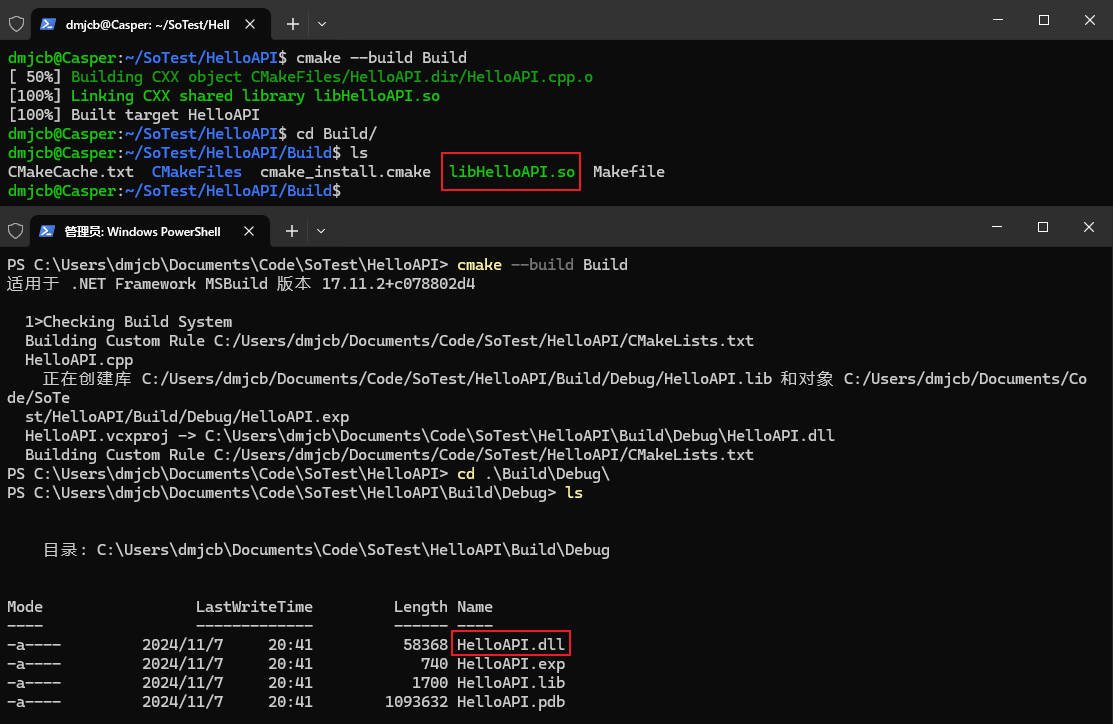 dmjcb@Casper: ~/SoTest/Hell
dmjcb@Casper:~/SoTest/HelloAPI$ cmake --build Build
[ 50%] Building CXX object CMakeFiles/HelloAPI.dir/HelloAPI.cpp.o
[100%] Linking CXX shared library libHelloAPI.so
[100%] Built target HelloAPI
dmjcb@Casper:~/SoTest/HelloAPI$ cd Build/
dmjcb@Casper:~/SoTest/HelloAPI/Build$ ls
CMakeCache.txt  CMakeFiles  cmake_install.cmake  libHelloAPI.so  Makefile
dmjcb@Casper:~/SoTest/HelloAPI/Build$
管理员: Windows PowerShell
PS C:\Users\dmjcb\Documents\Code\SoTest\HelloAPI> cmake --build Build
适用于 .NET Framework MSBuild 版本 17.11.2+c078802d4
  1>Checking Build System
  Building Custom Rule C:/Users/dmjcb/Documents/Code/SoTest/HelloAPI/CMakeLists.txt
  HelloAPI.cpp
    正在创建库 C:/Users/dmjcb/Documents/Code/SoTest/HelloAPI/Build/Debug/HelloAPI.lib 和对象 C:/Users/dmjcb/Documents/Co
de/SoTe
  st/HelloAPI/Build/Debug/HelloAPI.exp
  HelloAPI.vcxproj -> C:\Users\dmjcb\Documents\Code\SoTest\HelloAPI\Build\Debug\HelloAPI.dll
  Building Custom Rule C:/Users/dmjcb/Documents/Code/SoTest/HelloAPI/CMakeLists.txt
PS C:\Users\dmjcb\Documents\Code\SoTest\HelloAPI> cd .\Build\Debug\
PS C:\Users\dmjcb\Documents\Code\SoTest\HelloAPI\Build\Debug> ls
    目录: C:\Users\dmjcb\Documents\Code\SoTest\HelloAPI\Build\Debug
Mode                 LastWriteTime         Length Name
----                 -------------         ------ ----
-a----         2024/11/7     20:41          58368 HelloAPI.dll
-a----         2024/11/7     20:41            740 HelloAPI.exp
-a----         2024/11/7     20:41           1700 HelloAPI.lib
-a----         2024/11/7     20:41        1093632 HelloAPI.pdb